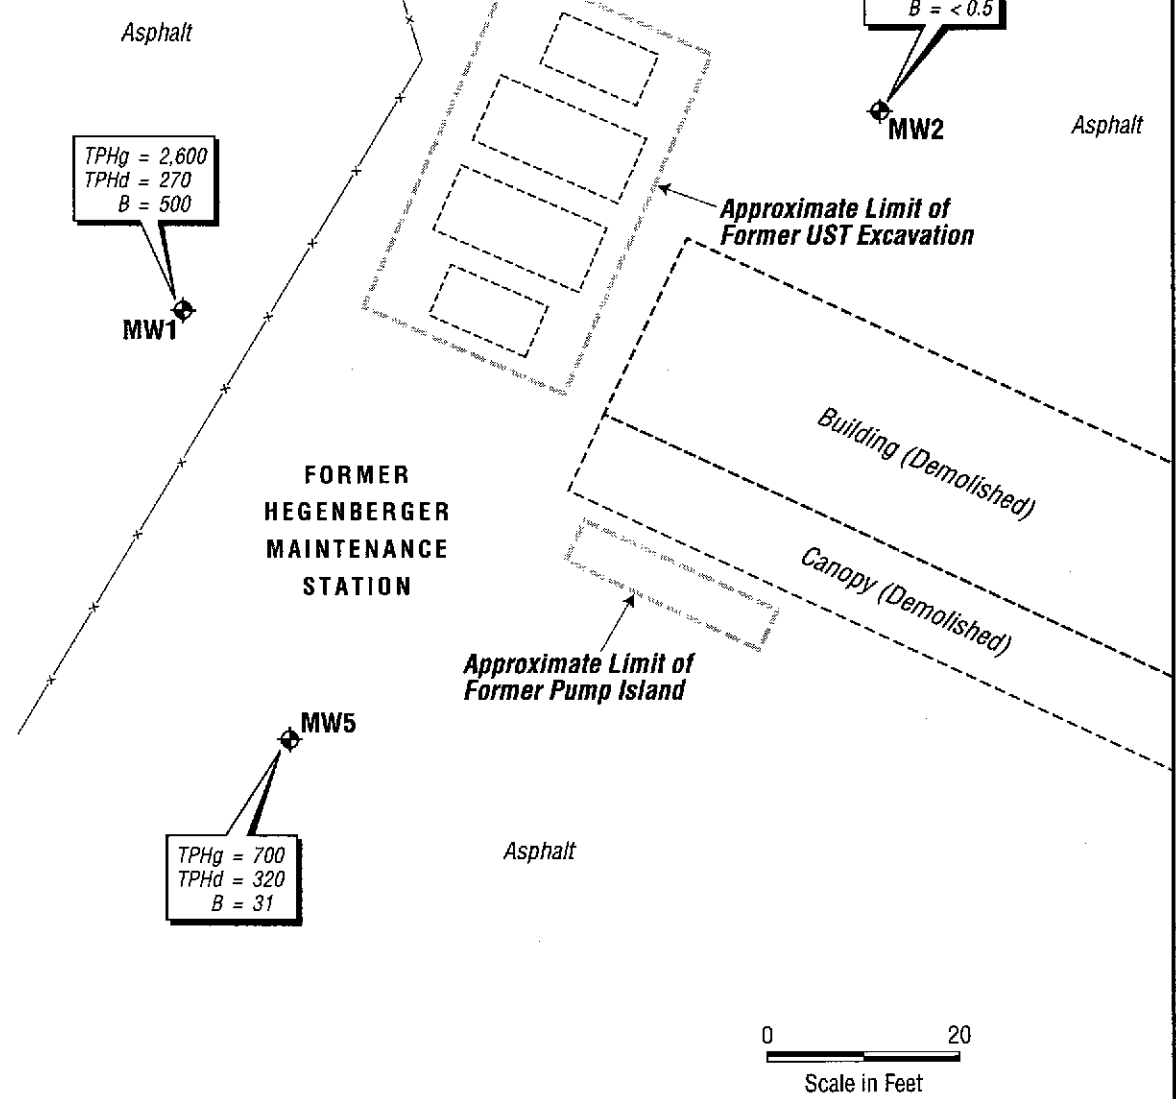 Asphalt
B = < 0.5
MW2
Asphalt
TPHg = 2,600
TPHd = 270
B = 500
MW1
Approximate Limit of
Former UST Excavation
Building (Demolished)
Canopy (Demolished)
FORMER
HEGENBERGER
MAINTENANCE
STATION
Approximate Limit of
Former Pump Island
MW5
TPHg = 700
TPHd = 320
B = 31
Asphalt
0 20
Scale in Feet